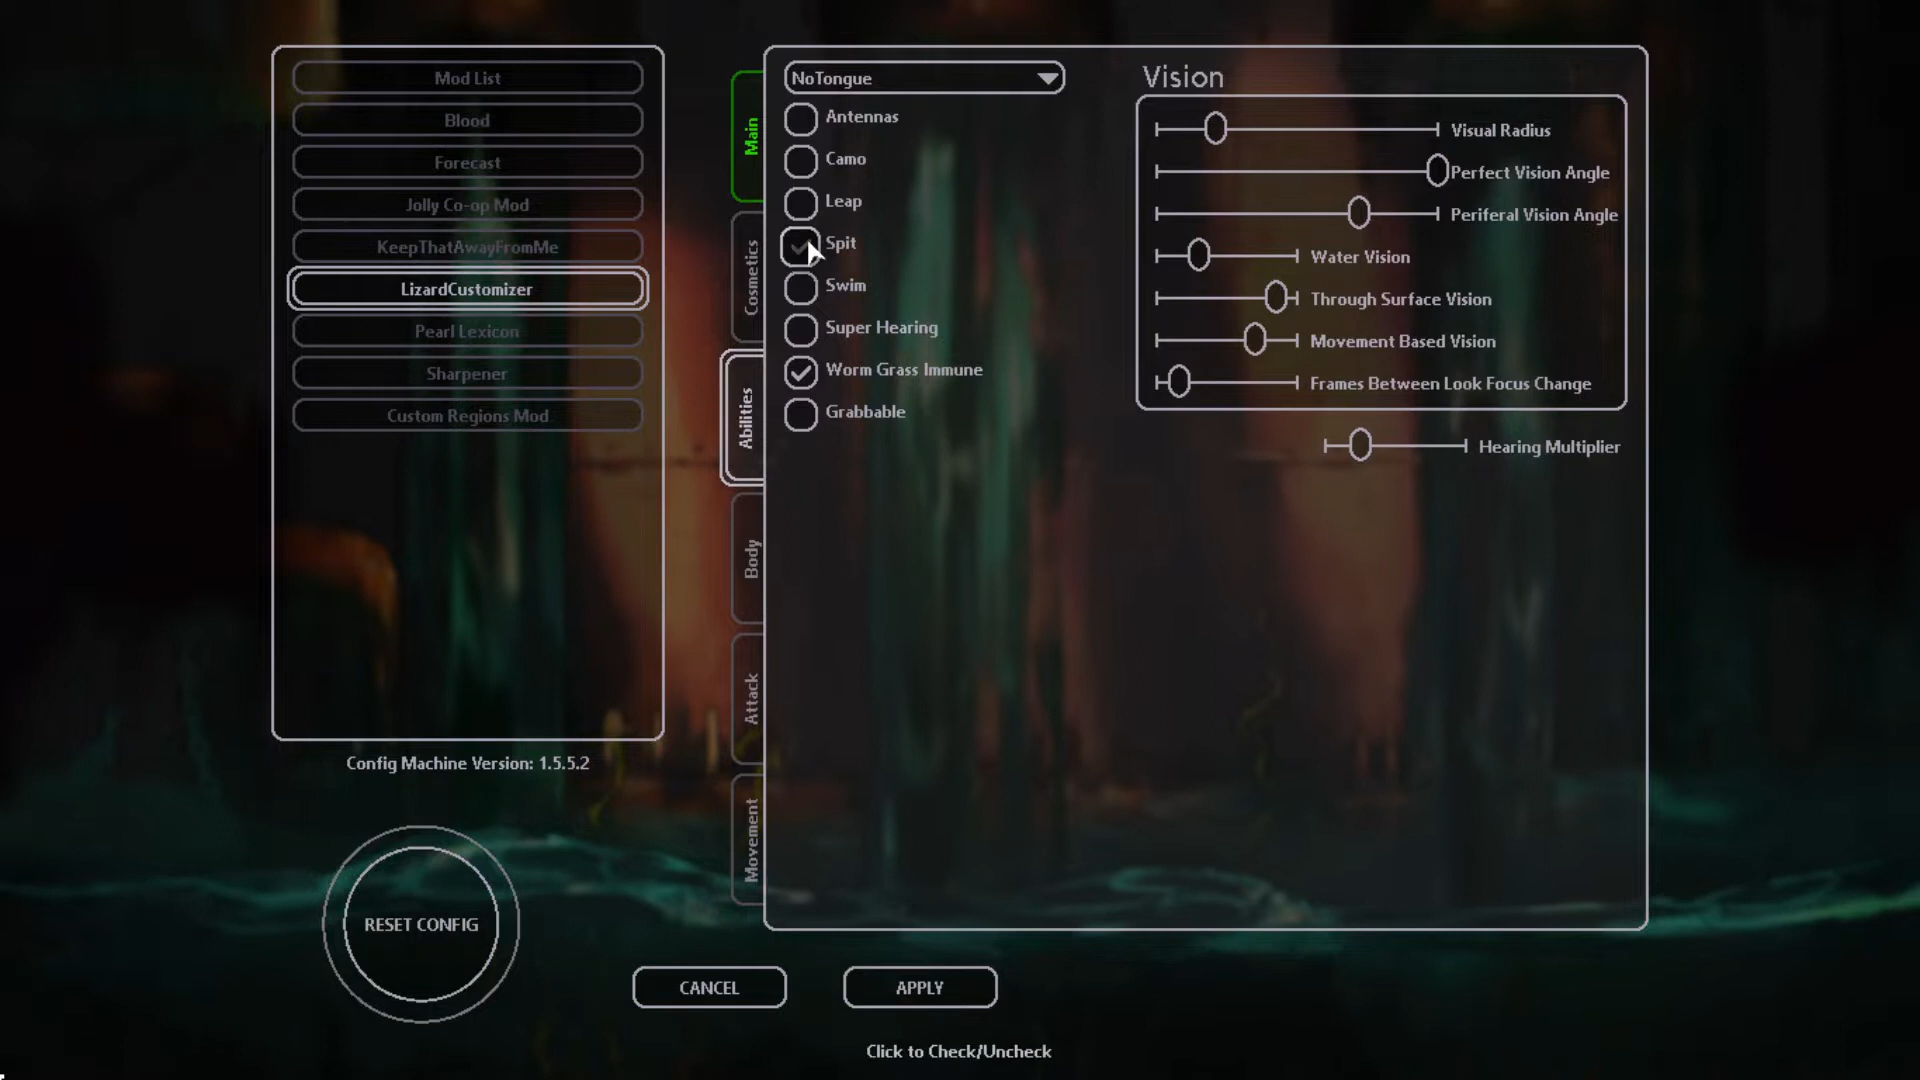 Mod List
Blood
Forecast
Jolly Co-op Mod
KeepThatAwayFromMe
LizardCustomizer
Pearl Lexicon
Sharpener
Custom Regions Mod
Config Machine Version: 1.5.5.2
RESET CONFIG
Main
Cosmetics
Abilities
Body
Attack
Movement
NoTongue
Antennas
Camo
Leap
Spit
Swim
Super Hearing
Worm Grass Immune
Grabbable
Vision
Visual Radius
Perfect Vision Angle
Periferal Vision Angle
Water Vision
Through Surface Vision
Movement Based Vision
Frames Between Look Focus Change
Hearing Multiplier
CANCEL
APPLY
Click to Check/Uncheck